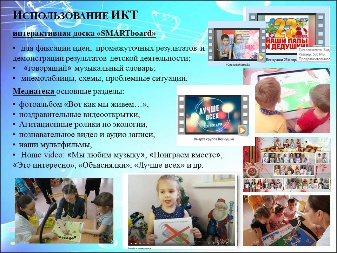 ИСПОЛЬЗОВАНИЕ ИКТ
интерактивная доска «SMARTboard»
• для фиксации идеи, промежуточных результатов и
демонстрации результатов детской деятельности;
• «говорящий» музыкальный словарь;
• мнемотаблицы, схемы, проблемные ситуации.
Медиатека основные разделы:
• фотоальбом «Вот как мы живем…»,
• поздравительные видеооткрытки,
• Агитационные ролики по экологии,
• познавательное видео и аудио записи,
• наши мультфильмы,
• Home video: «Мы любим музыку», «Поиграем вместе»,
«Это интересно», «Объяснялки», «Лучше всех» и др.
23
НАШИ ПАПЫ
И ДЕДУШКИ
ЛУЧШЕ
ВСЕХ